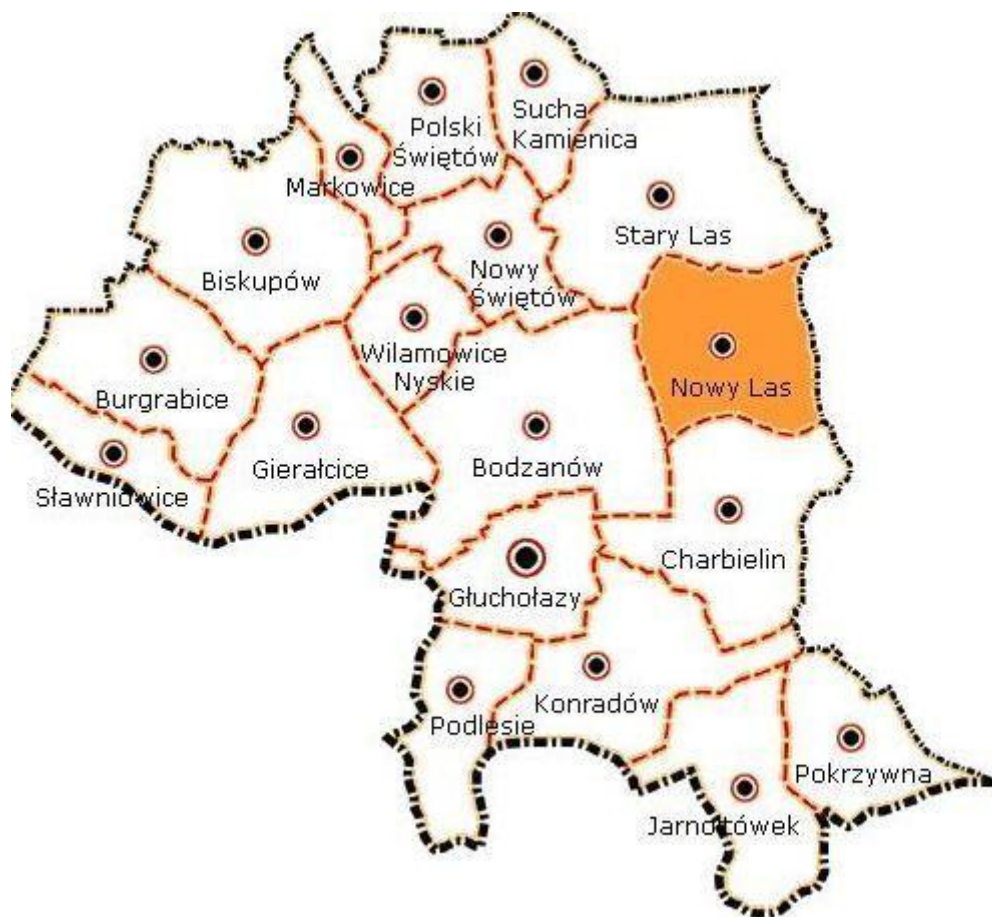 Sucha
Kamienica
Polski
Świętów
Markowice
Stary Las
Biskupów
Nowy
Świętów
Wilamowice
Nyskie
Nowy Las
Burgrabice
Gierałcice
Bodzanów
Sławniowice
Charbielin
Głuchołazy
Konradów
Podlesie
Pokrzywna
Jarnołtówek